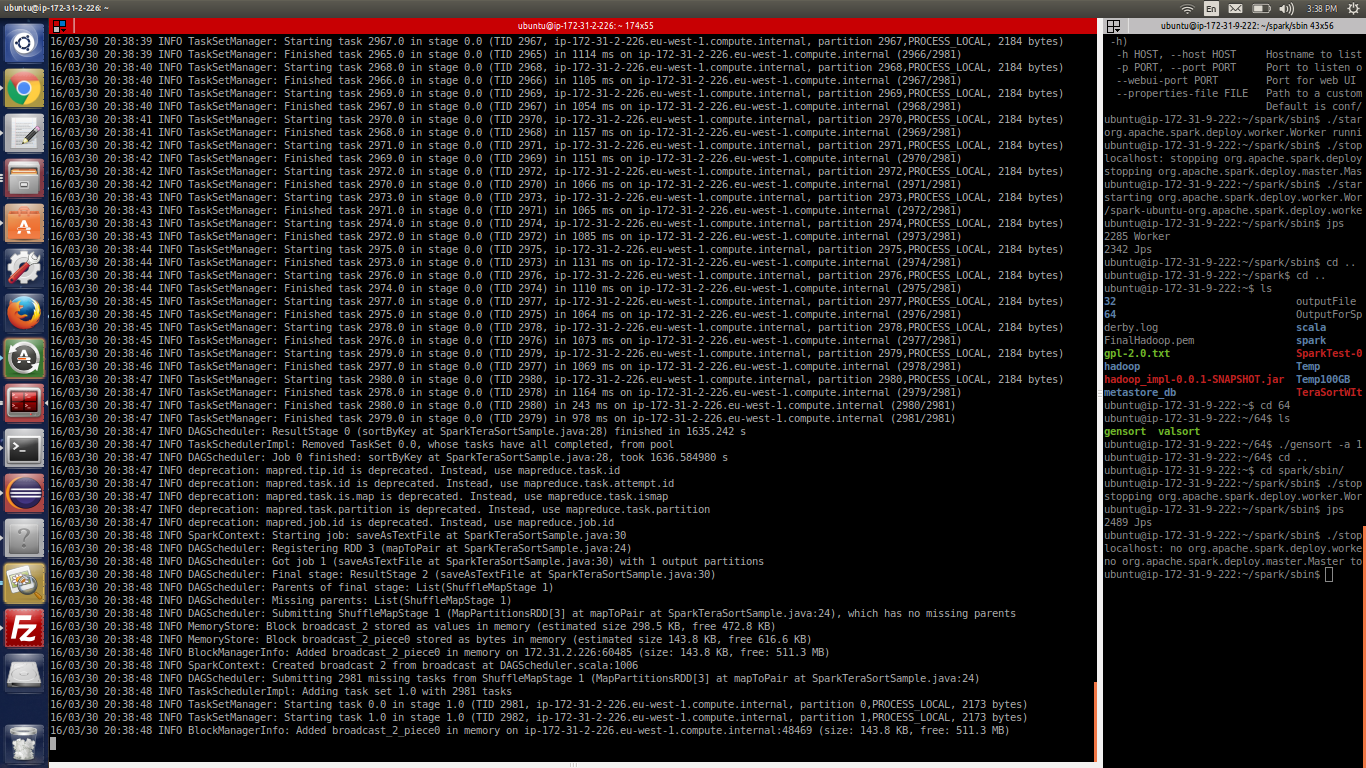 ubuntu@ip-172-31-2-226: ~
En
3:38 PM
ubuntu@ip-172-31-2-226: ~ 174x55
16/03/30 20:38:39 INFO TaskSetManager: Starting task 2967.0 in stage 0.0 (TID 2967, ip-172-31-2-226.eu-west-1.compute.internal, partition 2967,PROCESS_LOCAL, 2184 bytes)
16/03/30 20:38:39 INFO TaskSetManager: Finished task 2965.0 in stage 0.0 (TID 2965) in 1114 ms on ip-172-31-2-226.eu-west-1.compute.internal (2966/2981)
16/03/30 20:38:40 INFO TaskSetManager: Starting task 2968.0 in stage 0.0 (TID 2968, ip-172-31-2-226.eu-west-1.compute.internal, partition 2968,PROCESS_LOCAL, 2184 bytes)
16/03/30 20:38:40 INFO TaskSetManager: Finished task 2966.0 in stage 0.0 (TID 2966) in 1105 ms on ip-172-31-2-226.eu-west-1.compute.internal (2967/2981)
16/03/30 20:38:40 INFO TaskSetManager: Starting task 2969.0 in stage 0.0 (TID 2969, ip-172-31-2-226.eu-west-1.compute.internal, partition 2969,PROCESS_LOCAL, 2184 bytes)
16/03/30 20:38:40 INFO TaskSetManager: Finished task 2967.0 in stage 0.0 (TID 2967) in 1054 ms on ip-172-31-2-226.eu-west-1.compute.internal (2968/2981)
16/03/30 20:38:41 INFO TaskSetManager: Starting task 2970.0 in stage 0.0 (TID 2970, ip-172-31-2-226.eu-west-1.compute.internal, partition 2970,PROCESS_LOCAL, 2184 bytes)
16/03/30 20:38:41 INFO TaskSetManager: Finished task 2968.0 in stage 0.0 (TID 2968) in 1157 ms on ip-172-31-2-226.eu-west-1.compute.internal (2969/2981)
16/03/30 20:38:42 INFO TaskSetManager: Starting task 2971.0 in stage 0.0 (TID 2971, ip-172-31-2-226.eu-west-1.compute.internal, partition 2971,PROCESS_LOCAL, 2184 bytes)
16/03/30 20:38:42 INFO TaskSetManager: Finished task 2969.0 in stage 0.0 (TID 2969) in 1151 ms on ip-172-31-2-226.eu-west-1.compute.internal (2970/2981)
16/03/30 20:38:42 INFO TaskSetManager: Starting task 2972.0 in stage 0.0 (TID 2972, ip-172-31-2-226.eu-west-1.compute.internal, partition 2972,PROCESS_LOCAL, 2184 bytes)
16/03/30 20:38:42 INFO TaskSetManager: Finished task 2970.0 in stage 0.0 (TID 2970) in 1066 ms on ip-172-31-2-226.eu-west-1.compute.internal (2971/2981)
16/03/30 20:38:43 INFO TaskSetManager: Starting task 2973.0 in stage 0.0 (TID 2973, ip-172-31-2-226.eu-west-1.compute.internal, partition 2973,PROCESS_LOCAL, 2184 bytes)
16/03/30 20:38:43 INFO TaskSetManager: Finished task 2971.0 in stage 0.0 (TID 2971) in 1065 ms on ip-172-31-2-226.eu-west-1.compute.internal (2972/2981)
16/03/30 20:38:43 INFO TaskSetManager: Starting task 2974.0 in stage 0.0 (TID 2974, ip-172-31-2-226.eu-west-1.compute.internal, partition 2974,PROCESS_LOCAL, 2184 bytes)
16/03/30 20:38:43 INFO TaskSetManager: Finished task 2972.0 in stage 0.0 (TID 2972) in 1085 ms on ip-172-31-2-226.eu-west-1.compute.internal (2973/2981)
16/03/30 20:38:44 INFO TaskSetManager: Starting task 2975.0 in stage 0.0 (TID 2975, ip-172-31-2-226.eu-west-1.compute.internal, partition 2975,PROCESS_LOCAL, 2184 bytes)
16/03/30 20:38:44 INFO TaskSetManager: Finished task 2973.0 in stage 0.0 (TID 2973) in 1131 ms on ip-172-31-2-226.eu-west-1.compute.internal (2974/2981)
16/03/30 20:38:44 INFO TaskSetManager: Starting task 2976.0 in stage 0.0 (TID 2976, ip-172-31-2-226.eu-west-1.compute.internal, partition 2976,PROCESS_LOCAL, 2184 bytes)
16/03/30 20:38:44 INFO TaskSetManager: Finished task 2974.0 in stage 0.0 (TID 2974) in 1110 ms on ip-172-31-2-226.eu-west-1.compute.internal (2975/2981)
16/03/30 20:38:45 INFO TaskSetManager: Starting task 2977.0 in stage 0.0 (TID 2977, ip-172-31-2-226.eu-west-1.compute.internal, partition 2977,PROCESS_LOCAL, 2184 bytes)
16/03/30 20:38:45 INFO TaskSetManager: Finished task 2975.0 in stage 0.0 (TID 2975) in 1064 ms on ip-172-31-2-226.eu-west-1.compute.internal (2976/2981)
16/03/30 20:38:45 INFO TaskSetManager: Starting task 2978.0 in stage 0.0 (TID 2978, ip-172-31-2-226.eu-west-1.compute.internal, partition 2978,PROCESS_LOCAL, 2184 bytes)
16/03/30 20:38:45 INFO TaskSetManager: Finished task 2976.0 in stage 0.0 (TID 2976) in 1073 ms on ip-172-31-2-226.eu-west-1.compute.internal (2977/2981)
16/03/30 20:38:46 INFO TaskSetManager: Starting task 2979.0 in stage 0.0 (TID 2979, ip-172-31-2-226.eu-west-1.compute.internal, partition 2979,PROCESS_LOCAL, 2184 bytes)
16/03/30 20:38:46 INFO TaskSetManager: Finished task 2977.0 in stage 0.0 (TID 2977) in 1069 ms on ip-172-31-2-226.eu-west-1.compute.internal (2978/2981)
16/03/30 20:38:47 INFO TaskSetManager: Starting task 2980.0 in stage 0.0 (TID 2980, ip-172-31-2-226.eu-west-1.compute.internal, partition 2980,PROCESS_LOCAL, 2184 bytes)
16/03/30 20:38:47 INFO TaskSetManager: Finished task 2978.0 in stage 0.0 (TID 2978) in 1164 ms on ip-172-31-2-226.eu-west-1.compute.internal (2979/2981)
16/03/30 20:38:47 INFO TaskSetManager: Finished task 2980.0 in stage 0.0 (TID 2980) in 243 ms on ip-172-31-2-226.eu-west-1.compute.internal (2980/2981)
16/03/30 20:38:47 INFO TaskSetManager: Finished task 2979.0 in stage 0.0 (TID 2979) in 978 ms on ip-172-31-2-226.eu-west-1.compute.internal (2981/2981)
16/03/30 20:38:47 INFO DAGScheduler: ResultStage 0 (sortByKey at SparkTeraSortSample.java:28) finished in 1635.242 s
16/03/30 20:38:47 INFO TaskSchedulerImpl: Removed TaskSet 0.0, whose tasks have all completed, from pool
16/03/30 20:38:47 INFO DAGScheduler: Job 0 finished: sortByKey at SparkTeraSortSample.java:28, took 1636.584980 s
16/03/30 20:38:47 INFO deprecation: mapred.tip.id is deprecated. Instead, use mapreduce.task.id
16/03/30 20:38:47 INFO deprecation: mapred.task.id is deprecated. Instead, use mapreduce.task.attempt.id
16/03/30 20:38:47 INFO deprecation: mapred.task.is.map is deprecated. Instead, use mapreduce.task.ismap
16/03/30 20:38:47 INFO deprecation: mapred.task.partition is deprecated. Instead, use mapreduce.task.partition
16/03/30 20:38:47 INFO deprecation: mapred.job.id is deprecated. Instead, use mapreduce.job.id
16/03/30 20:38:48 INFO SparkContext: Starting job: saveAsTextFile at SparkTeraSortSample.java:30
16/03/30 20:38:48 INFO DAGScheduler: Registering RDD 3 (mapToPair at SparkTeraSortSample.java:24)
16/03/30 20:38:48 INFO DAGScheduler: Got job 1 (saveAsTextFile at SparkTeraSortSample.java:30) with 1 output partitions
16/03/30 20:38:48 INFO DAGScheduler: Final stage: ResultStage 2 (saveAsTextFile at SparkTeraSortSample.java:30)
16/03/30 20:38:48 INFO DAGScheduler: Parents of final stage: List(ShuffleMapStage 1)
16/03/30 20:38:48 INFO DAGScheduler: Missing parents: List(ShuffleMapStage 1)
16/03/30 20:38:48 INFO DAGScheduler: Submitting ShuffleMapStage 1 (MapPartitionsRDD[3] at mapToPair at SparkTeraSortSample.java:24), which has no missing parents
16/03/30 20:38:48 INFO MemoryStore: Block broadcast_2 stored as values in memory (estimated size 298.5 KB, free 472.8 KB)
16/03/30 20:38:48 INFO MemoryStore: Block broadcast_2_piece0 stored as bytes in memory (estimated size 143.8 KB, free 616.6 KB)
16/03/30 20:38:48 INFO BlockManagerInfo: Added broadcast_2_piece0 in memory on 172.31.2.226:60485 (size: 143.8 KB, free: 511.3 MB)
16/03/30 20:38:48 INFO SparkContext: Created broadcast 2 from broadcast at DAGScheduler.scala:1006
16/03/30 20:38:48 INFO DAGScheduler: Submitting 2981 missing tasks from ShuffleMapStage 1 (MapPartitionsRDD[3] at mapToPair at SparkTeraSortSample.java:24)
16/03/30 20:38:48 INFO TaskSchedulerImpl: Adding task set 1.0 with 2981 tasks
16/03/30 20:38:48 INFO TaskSetManager: Starting task 0.0 in stage 1.0 (TID 2981, ip-172-31-2-226.eu-west-1.compute.internal, partition 0,PROCESS_LOCAL, 2173 bytes)
16/03/30 20:38:48 INFO TaskSetManager: Starting task 1.0 in stage 1.0 (TID 2982, ip-172-31-2-226.eu-west-1.compute.internal, partition 1,PROCESS_LOCAL, 2173 bytes)
16/03/30 20:38:48 INFO BlockManagerInfo: Added broadcast_2_piece0 in memory on ip-172-31-2-226.eu-west-1.compute.internal:48469 (size: 143.8 KB, free: 511.3 MB)
ubuntu@ip-172-31-9-222: ~/spark/sbin 43x56
-h)
-h HOST, --host HOST Hostname to list
-p PORT, --port PORT Port to listen o
--webui-port PORT Port for web UI
--properties-file FILE Path to a custom
Default is conf/
ubuntu@ip-172-31-9-222:~/spark/sbin$ ./star
org.apache.spark.deploy.worker.Worker runni
ubuntu@ip-172-31-9-222:~/spark/sbin$ ./stop
localhost: stopping org.apache.spark.deploy
stopping org.apache.spark.deploy.master.Mas
ubuntu@ip-172-31-9-222:~/spark/sbin$ ./star
starting org.apache.spark.deploy.worker.Wor
/spark-ubuntu-org.apache.spark.deploy.worke
ubuntu@ip-172-31-9-222:~/spark/sbin$ jps
2285 Worker
2342 Jps
ubuntu@ip-172-31-9-222:~/spark/sbin$ cd ..
ubuntu@ip-172-31-9-222:~/spark$ cd ..
ubuntu@ip-172-31-9-222:~$ ls
32 outputFile
64 OutputForSp
derby.log scala
FinalHadoop.pem spark
gpl-2.0.txt SparkTest-0
hadoop Temp
hadoop_impl-0.0.1-SNAPSHOT.jar Temp100GB
metastore_db TeraSortWIt
ubuntu@ip-172-31-9-222:~$ cd 64
ubuntu@ip-172-31-9-222:~/64$ ls
gensort valsort
ubuntu@ip-172-31-9-222:~/64$ ./gensort -a 1
ubuntu@ip-172-31-9-222:~/64$ cd ..
ubuntu@ip-172-31-9-222:~$ cd spark/sbin/
ubuntu@ip-172-31-9-222:~/spark/sbin$ ./stop
stopping org.apache.spark.deploy.worker.Wor
ubuntu@ip-172-31-9-222:~/spark/sbin$ jps
2489 Jps
ubuntu@ip-172-31-9-222:~/spark/sbin$ ./stop
localhost: no org.apache.spark.deploy.worke
no org.apache.spark.deploy.master.Master to
ubuntu@ip-172-31-9-222:~/spark/sbin$